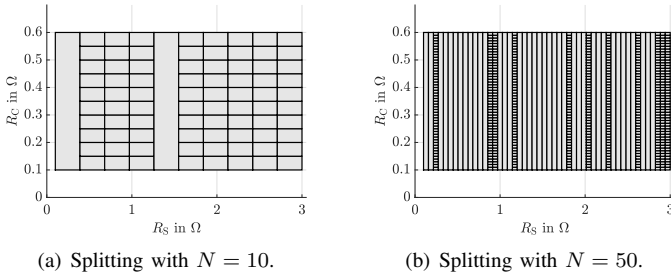 0.6
0.5
0.4
0.3
0.2
0.1
0
R_C in Ω
0 1 2 3
R_S in Ω
(a) Splitting with N = 10.
0.6
0.5
0.4
0.3
0.2
0.1
0
R_C in Ω
0 1 2 3
R_S in Ω
(b) Splitting with N = 50.